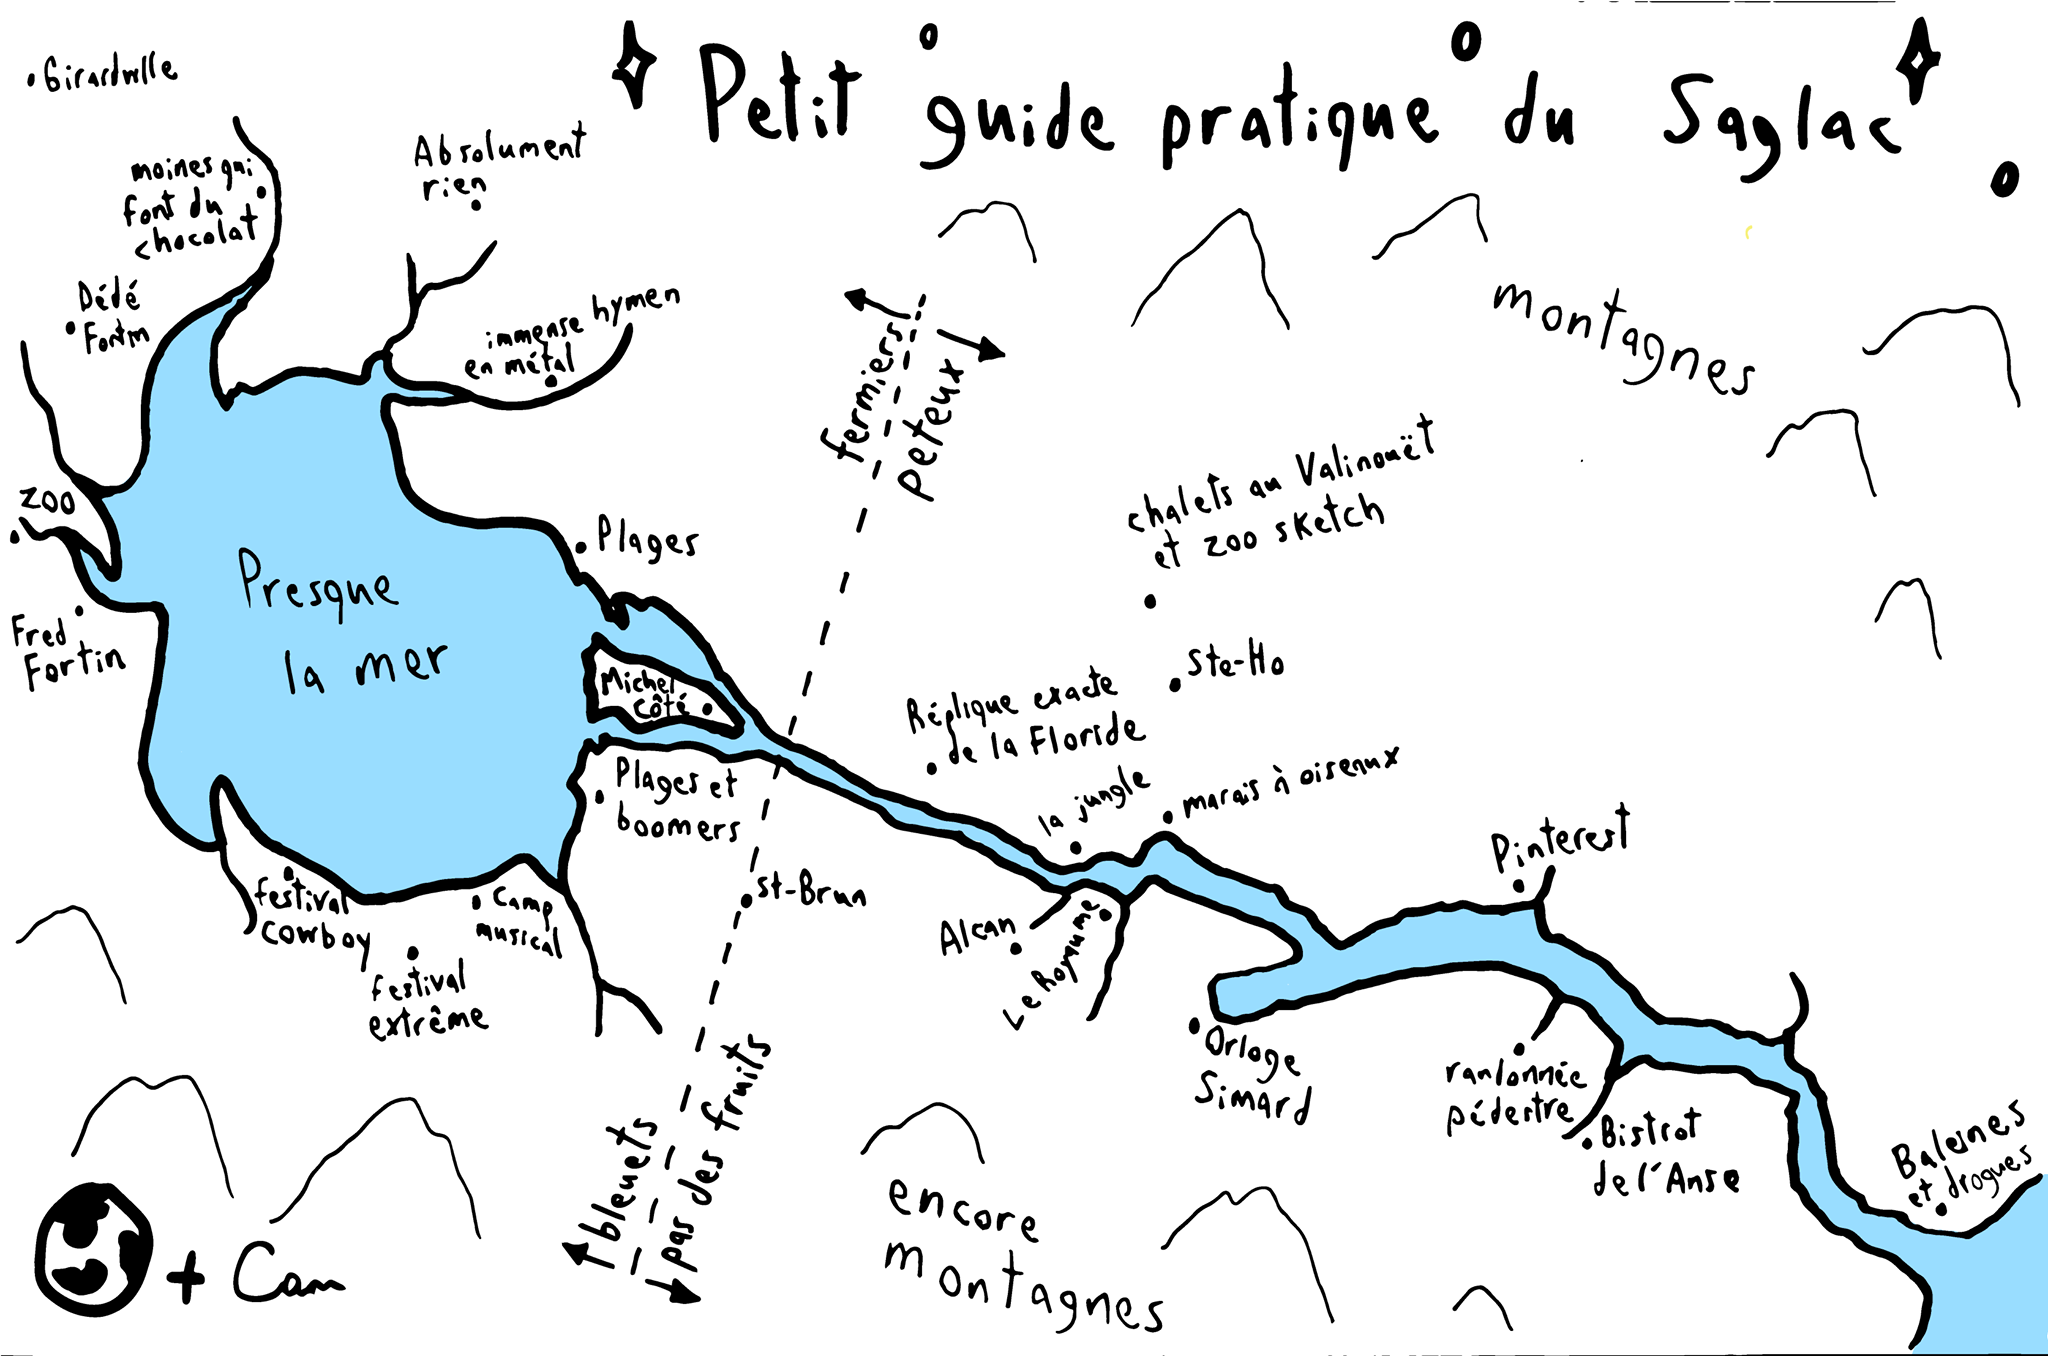 Petit guide pratique du Saglac
Girardville
moines qui
font du
chocolat
Absolument
rien
Dédé
Fortin
immense hymen
en métal
fermiers
peteux
montagnes
zoo
Plages
chalets au Valinouët
et zoo sketch
Presque
la mer
Fred
Fortin
Michel
côté
Ste-Ho
Réplique exacte
de la Floride
Plages et
boomers
la jungle
marais à oiseaux
St-Brun
Pinterest
festival
cowboy
Camp
musical
festival
extrême
Alcan
Le Royaume
Orloge
Simard
randonnée
pédestre
Bistrot
de l'Anse
Baleines
et drogues
bleuets
pas des fruits
encore
montagnes
+ Cam